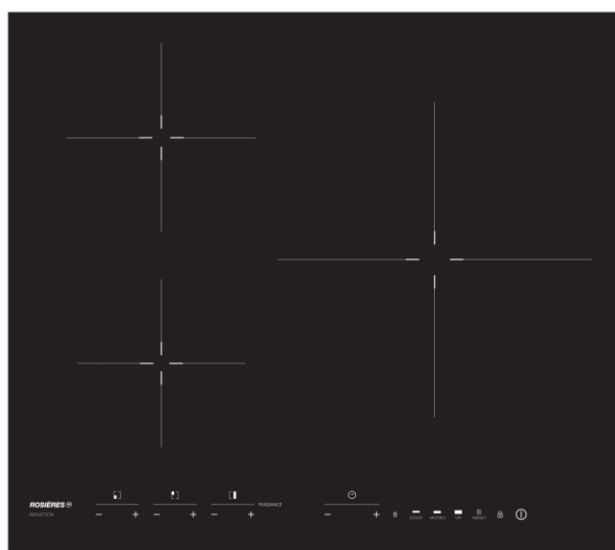 ROSIÈRES
INDUCTION
PUISSANCE
B
DOUX
MOYEN
VIF
MEMO